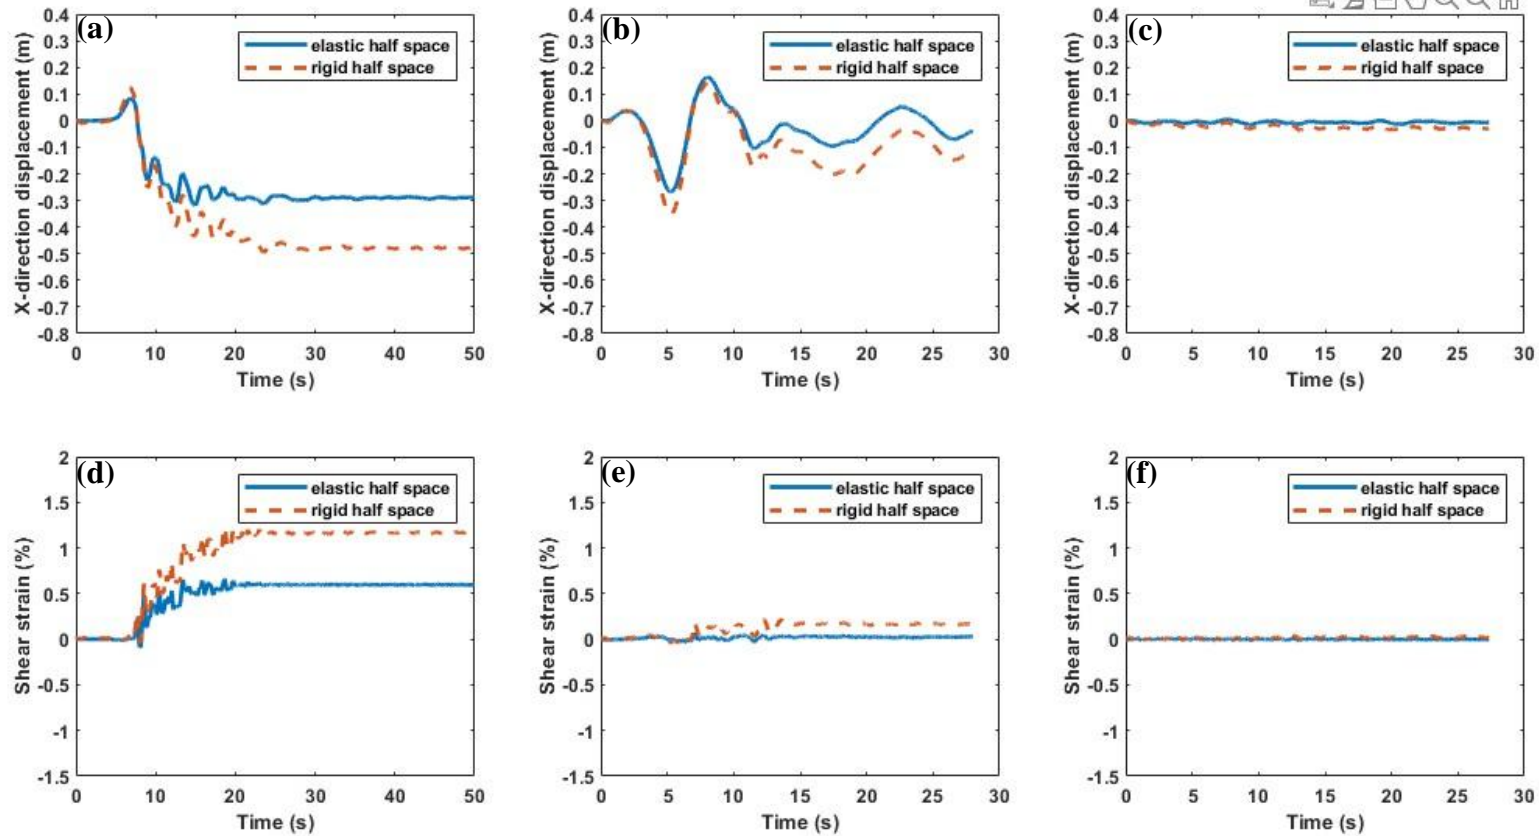 (a)
elastic half space
rigid half space
X-direction displacement (m)
0.4
0.3
0.2
0.1
0
-0.1
-0.2
-0.3
-0.4
-0.5
-0.6
-0.7
-0.8
0 10 20 30 40 50
Time (s)
(b)
elastic half space
rigid half space
X-direction displacement (m)
0.4
0.3
0.2
0.1
0
-0.1
-0.2
-0.3
-0.4
-0.5
-0.6
-0.7
-0.8
0 5 10 15 20 25 30
Time (s)
(c)
elastic half space
rigid half space
X-direction displacement (m)
0.4
0.3
0.2
0.1
0
-0.1
-0.2
-0.3
-0.4
-0.5
-0.6
-0.7
-0.8
0 5 10 15 20 25 30
Time (s)
(d)
elastic half space
rigid half space
Shear strain (%)
2
1.5
1
0.5
0
-0.5
-1
-1.5
0 10 20 30 40 50
Time (s)
(e)
elastic half space
rigid half space
Shear strain (%)
2
1.5
1
0.5
0
-0.5
-1
-1.5
0 5 10 15 20 25 30
Time (s)
(f)
elastic half space
rigid half space
Shear strain (%)
2
1.5
1
0.5
0
-0.5
-1
-1.5
0 5 10 15 20 25 30
Time (s)